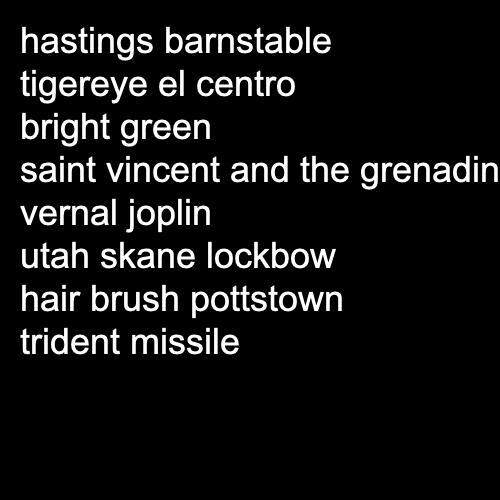 hastings barnstable
tigereye el centro
bright green
saint vincent and the grenadin
vernal joplin
utah skane lockbow
hair brush pottstown
trident missile